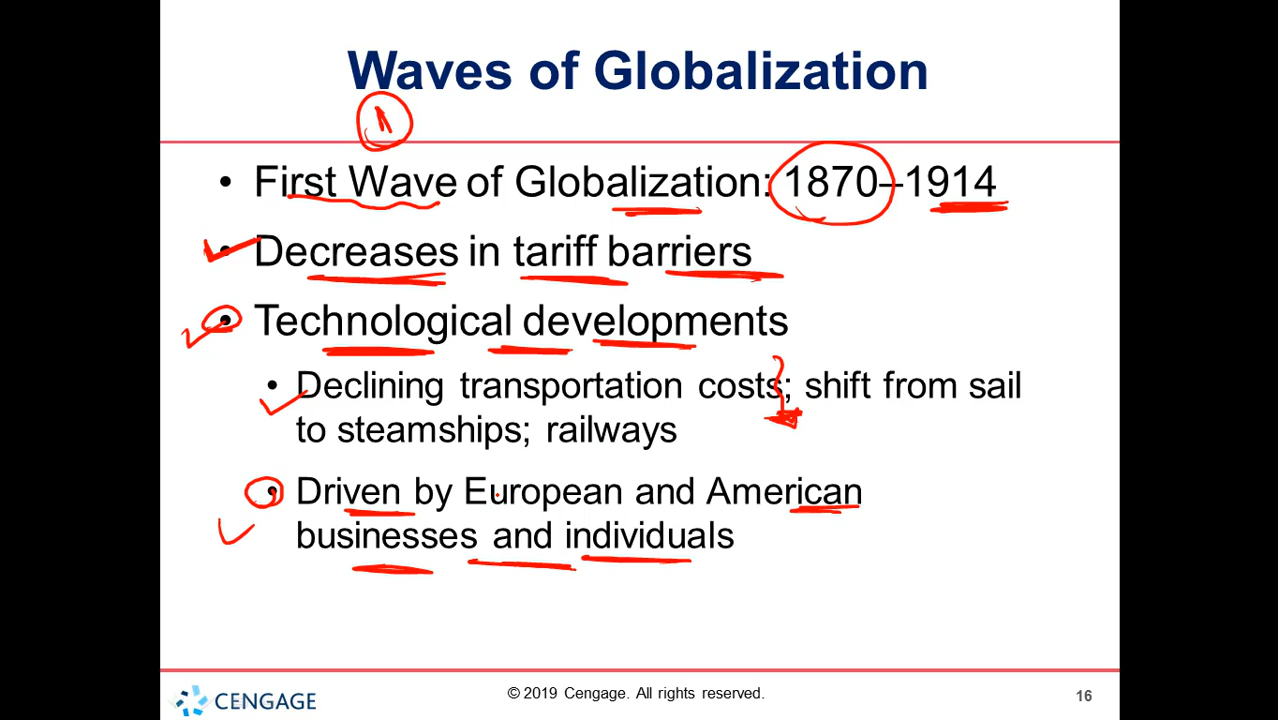 Waves of Globalization
• First Wave of Globalization: 1870–1914
• Decreases in tariff barriers
• Technological developments
• Declining transportation costs; shift from sail
to steamships; railways
• Driven by European and American
businesses and individuals
CENGAGE
© 2019 Cengage. All rights reserved.
16